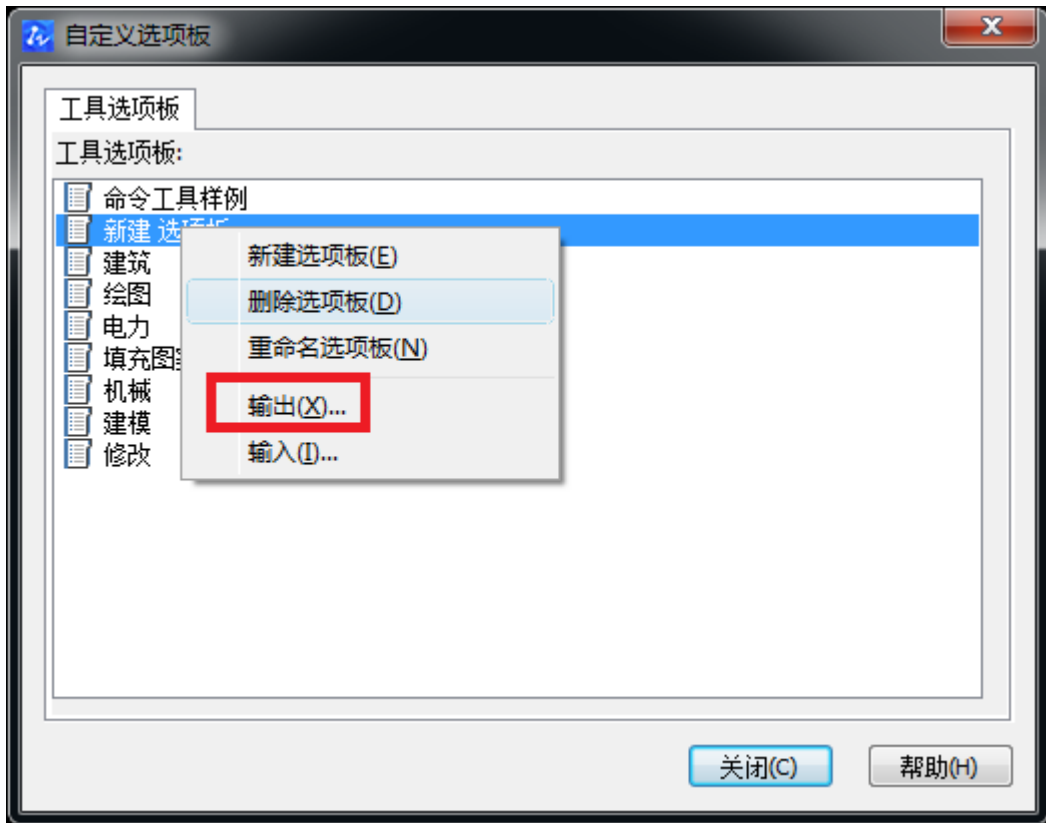 自定义选项板
工具选项板
工具选项板:
命令工具样例
新建 选项板
建筑
绘图
电力
填充图
机械
建模
修改
新建选项板(E)
删除选项板(D)
重命名选项板(N)
输出(X)...
输入(I)...
关闭(C)
帮助(H)